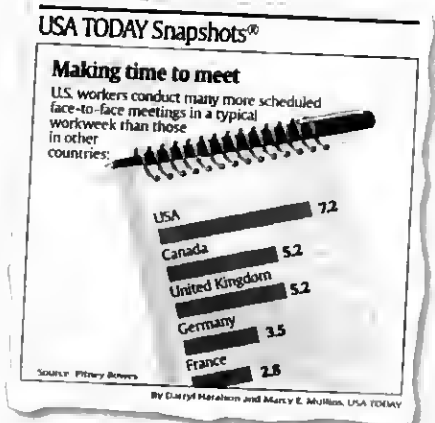 USA TODAY Snapshots®
Making time to meet
U.S. workers conduct many more scheduled
face-to-face meetings in a typical
workweek than those
in other
countries:
USA
7.2
Canada
5.2
United Kingdom
5.2
Germany
3.5
France
2.8
Source: Pitney Bowes
By Darryl Haralson and Marcy E. Mullins, USA TODAY